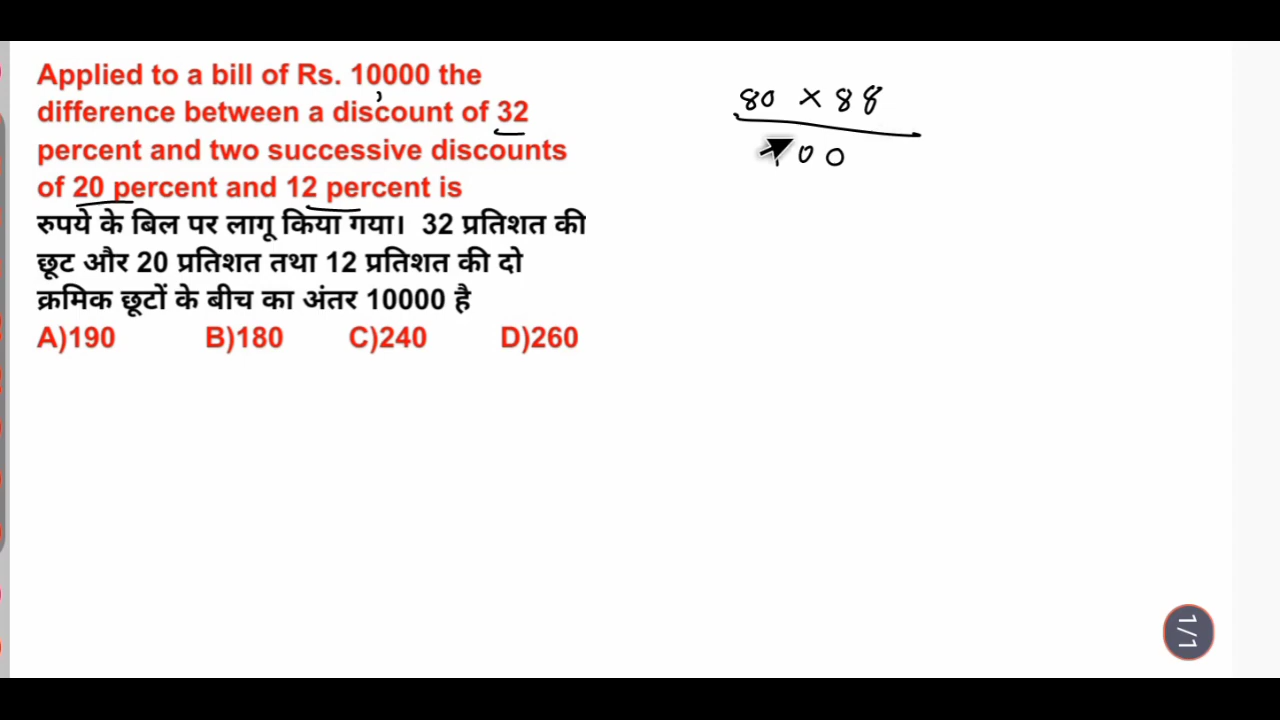 Applied to a bill of Rs. 10000 the
difference between a discount of 32
percent and two successive discounts
of 20 percent and 12 percent is
रुपये के बिल पर लागू किया गया। 32 प्रतिशत की
छूट और 20 प्रतिशत तथा 12 प्रतिशत की दो
क्रमिक छूटों के बीच का अंतर 10000 है
A)190 B)180 C)240 D)260
80 × 88
100
1/1